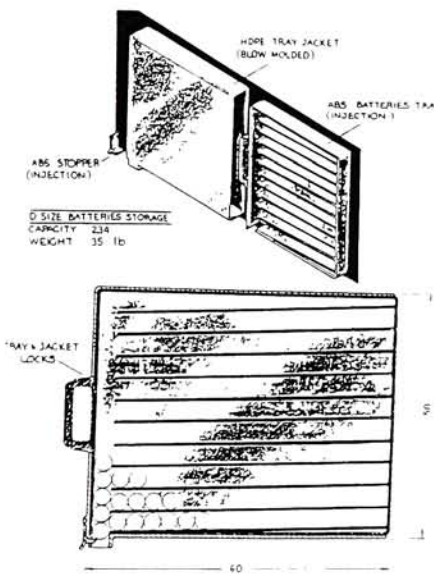 HDPE TRAY JACKET
(BLOW MOLDED)
ABS BATTERIES TRA
(INJECTION)
ABS STOPPER
(INJECTION)
D SIZE BATTERIES STORAGE
CAPACITY 234
WEIGHT 35 lb
TRAY & JACKET
LOCKS
60